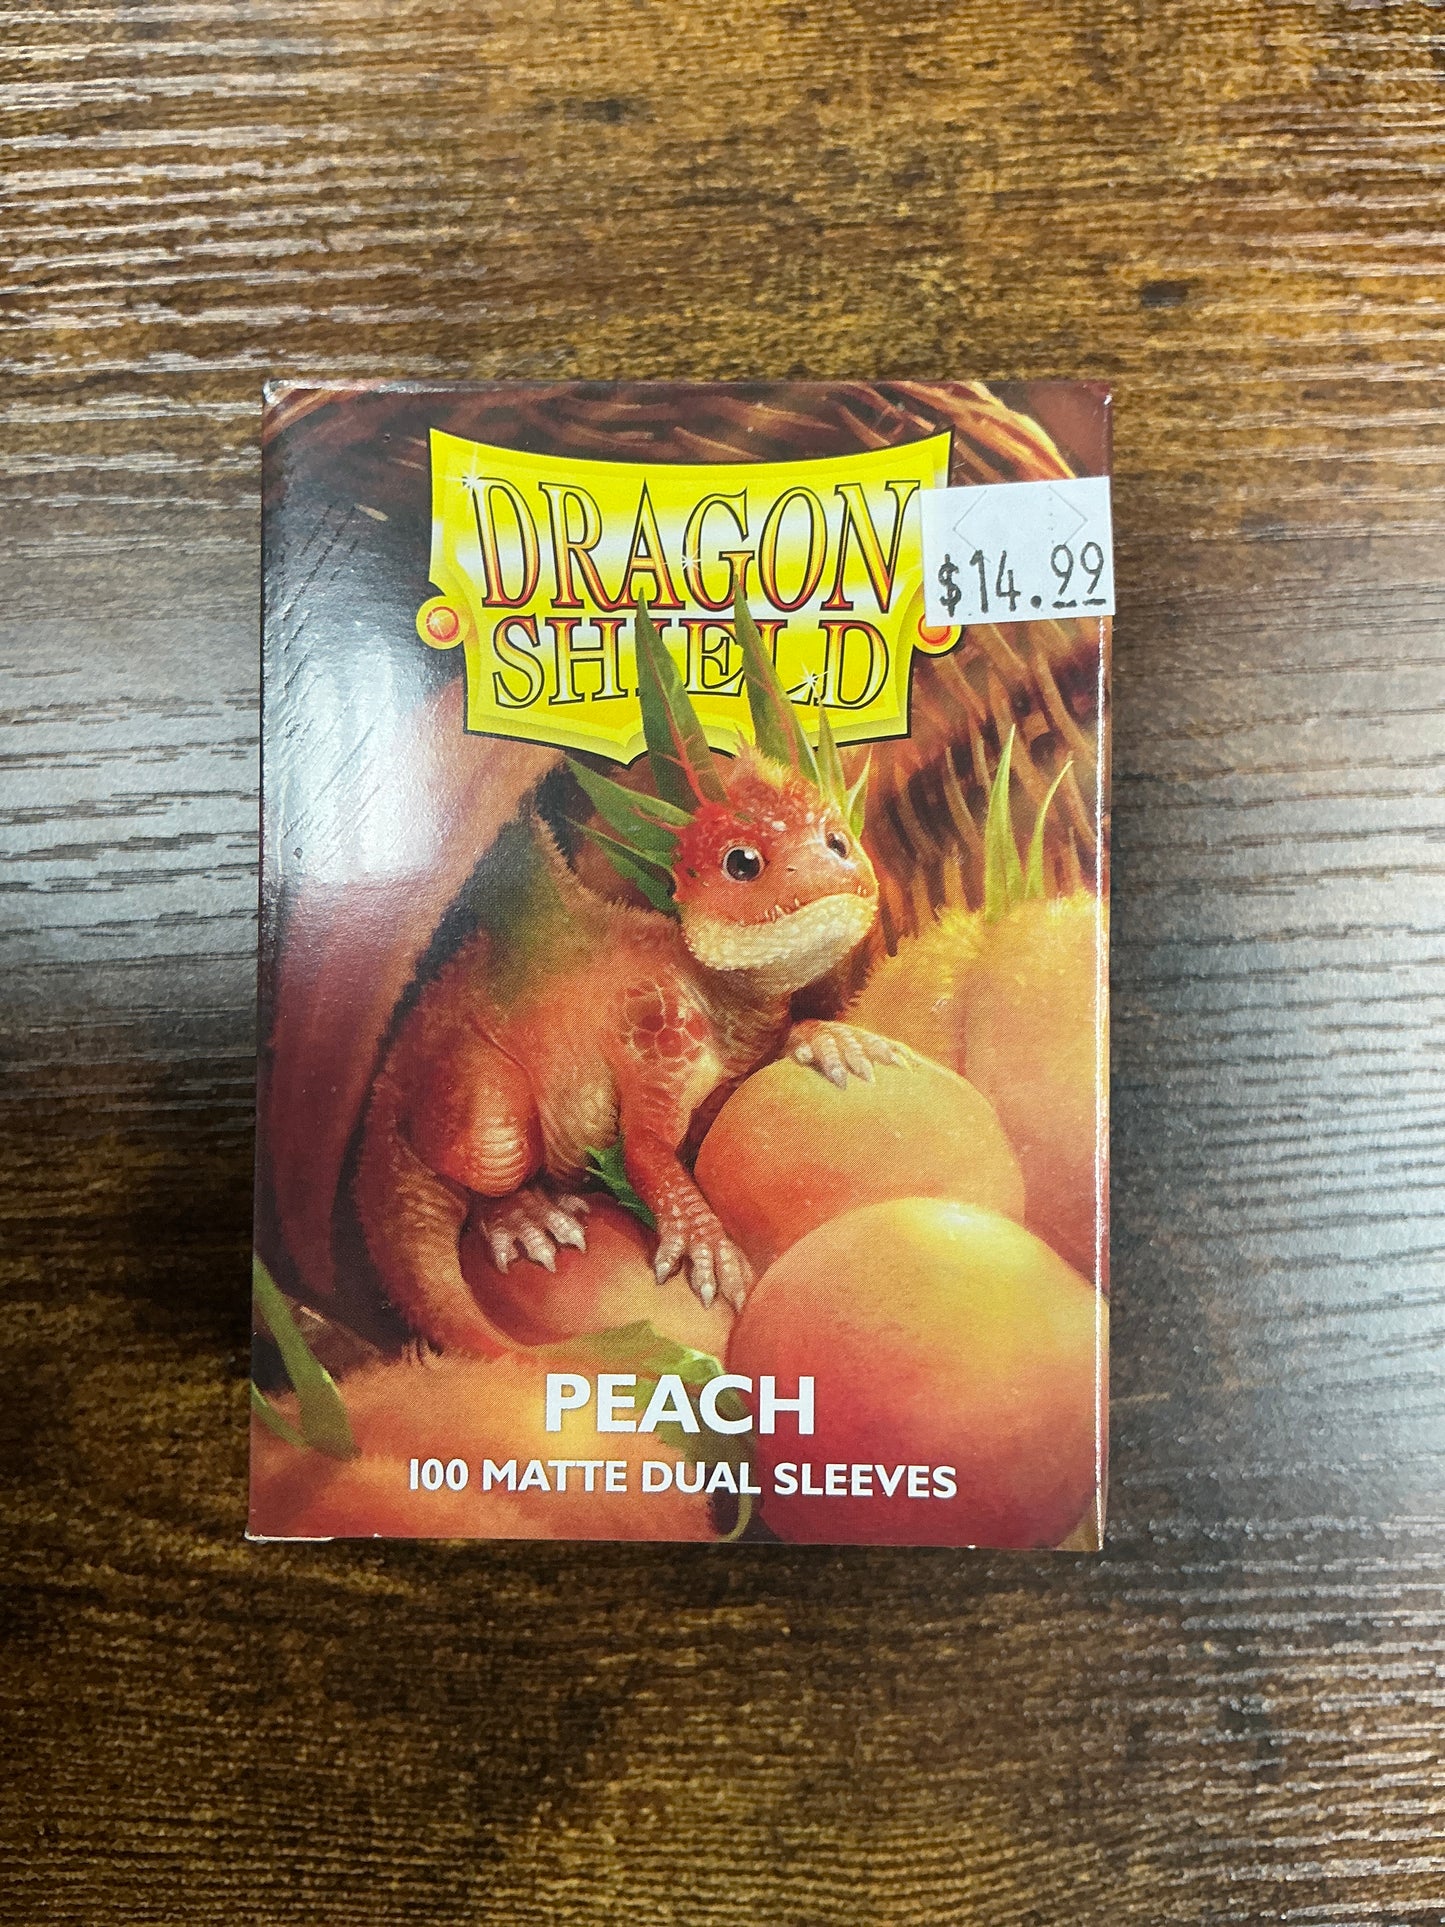 DRAGON
SHIELD
$14.99
PEACH
100 MATTE DUAL SLEEVES